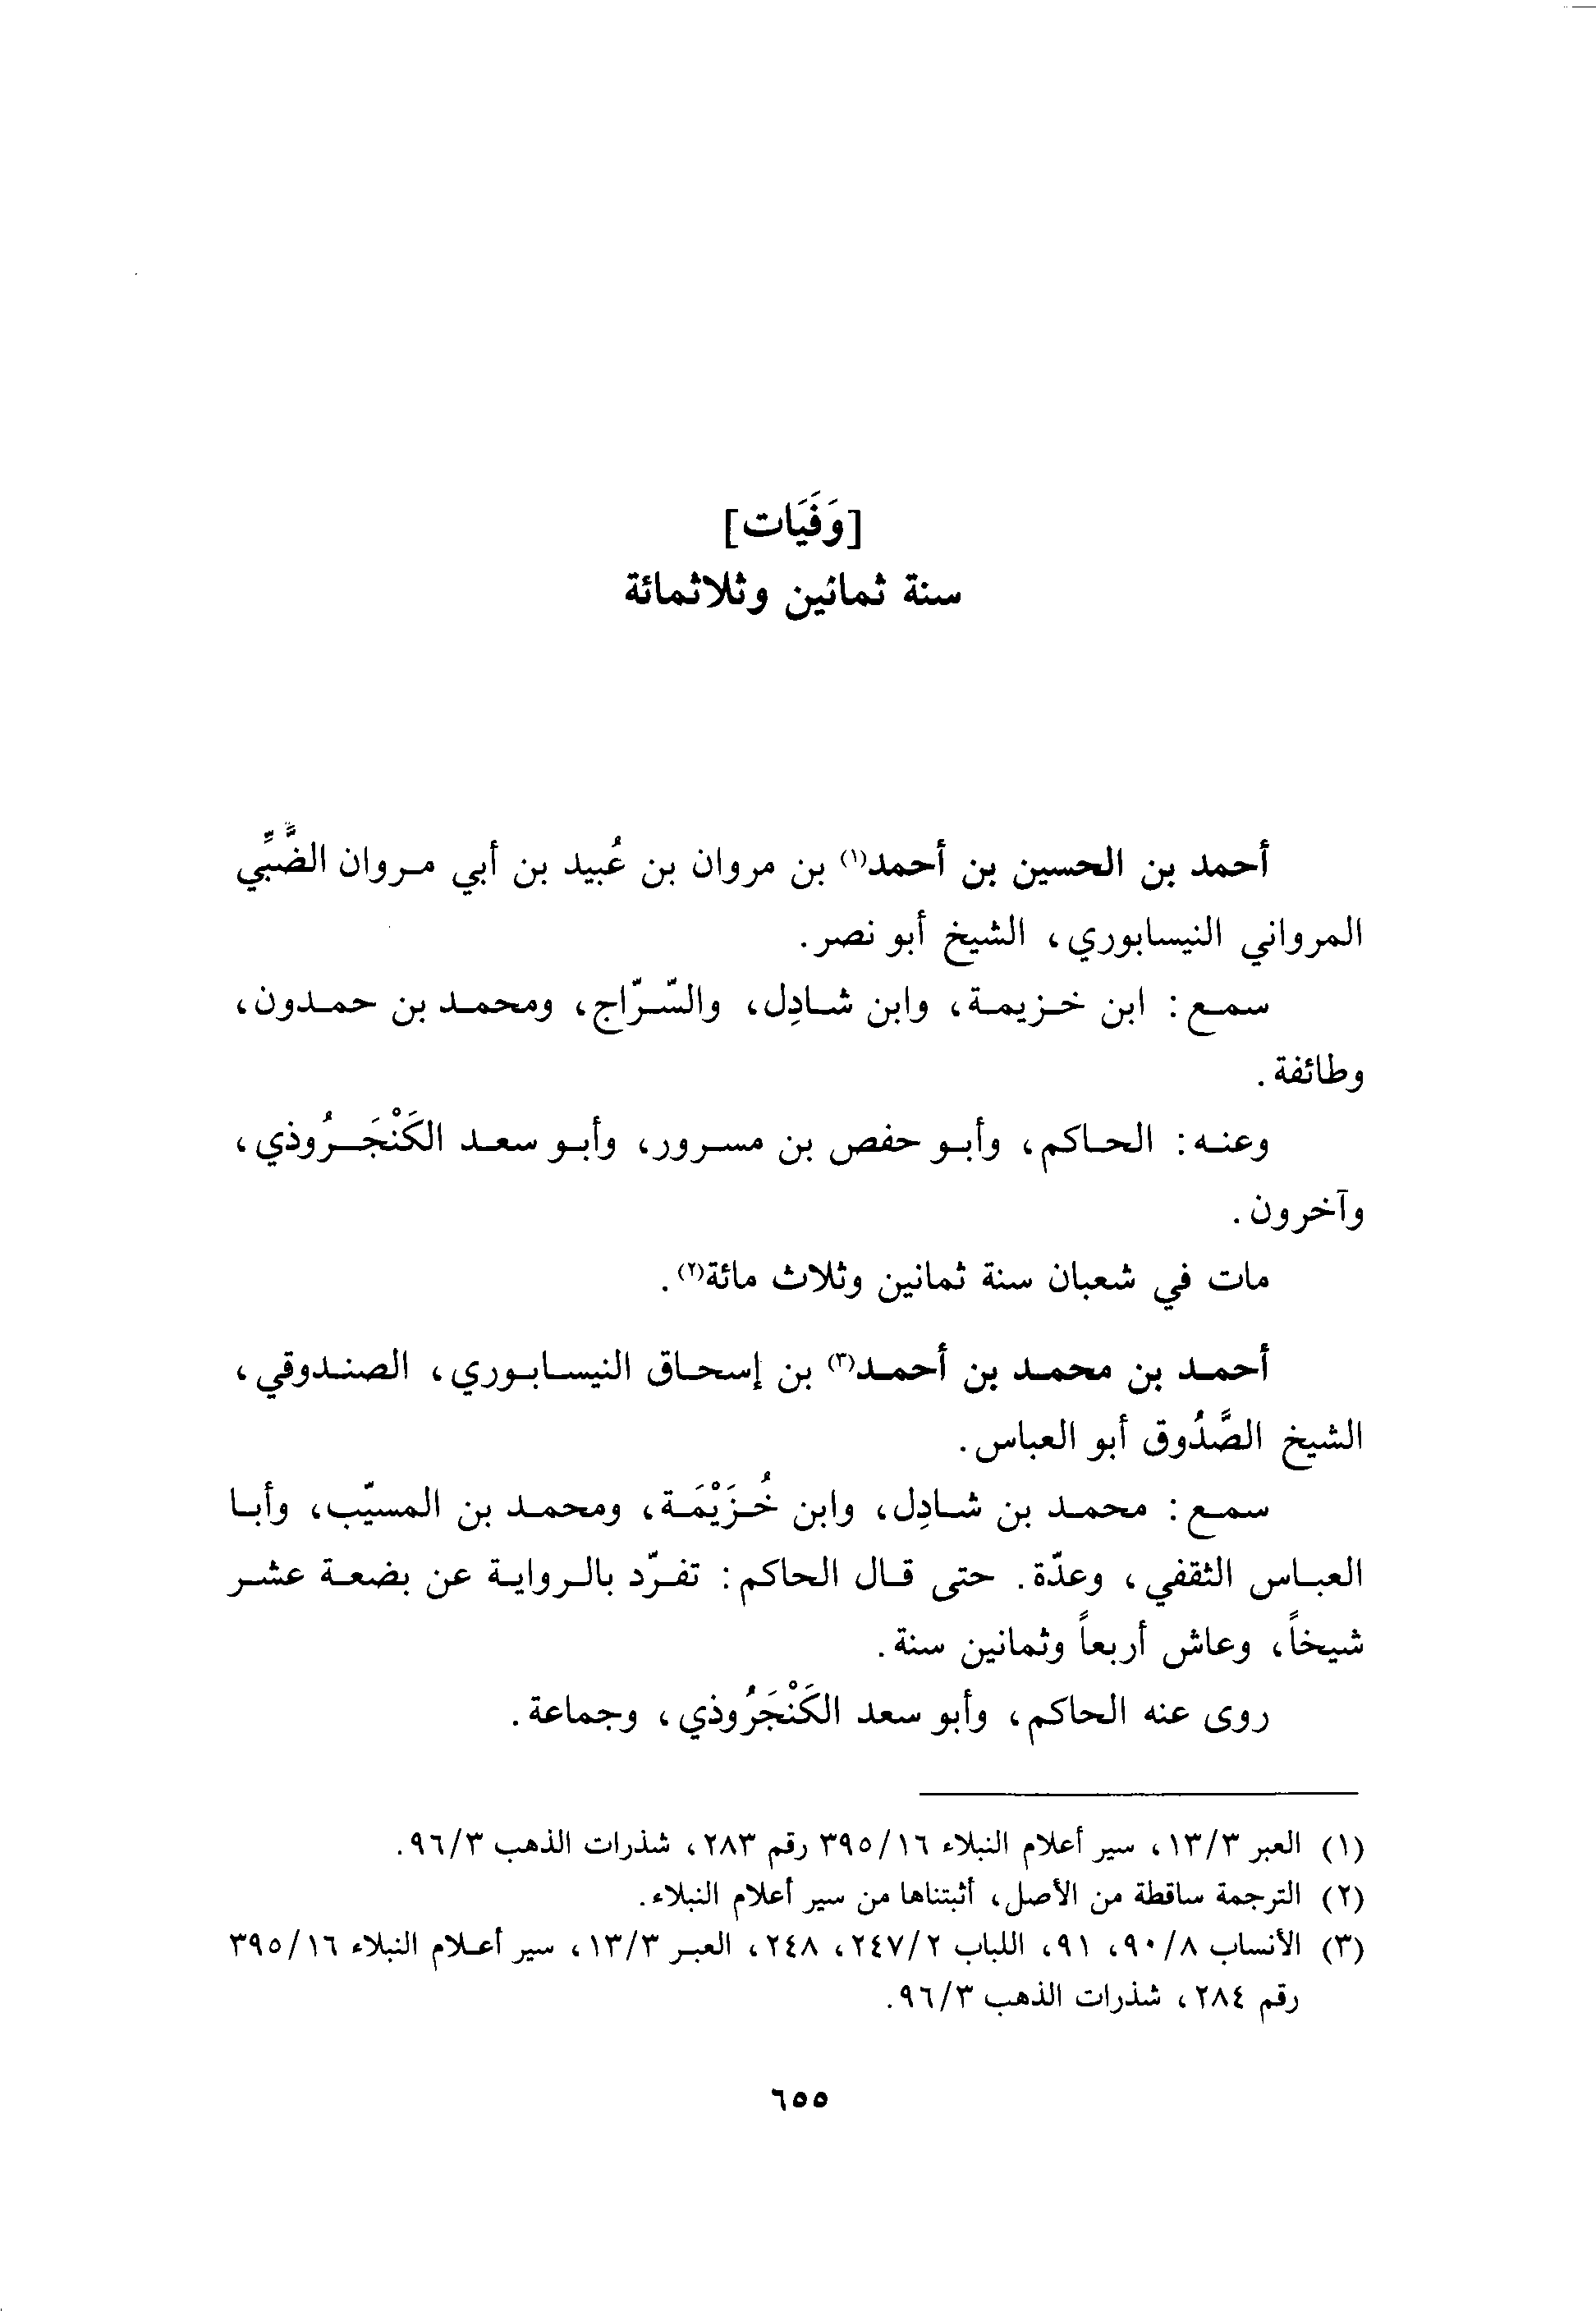 [وَفَيَات]
سنة ثمانين وثلاثمائة
أحمد بن الحسين بن أحمد(١) بن مروان بن عُبيد بن أبي مروان الضَّبِّي
المرواني النيسابوري، الشيخ أبو نصر.
سمع: ابن خزيمة، وابن شادِل، والسّرّاج، ومحمد بن حمدون،
وطائفة.
وعنه: الحاكم، وأبو حفص بن مسرور، وأبو سعد الكَنْجَرُوذي،
وآخرون.
مات في شعبان سنة ثمانين وثلاث مائة(٢).
أحمد بن محمد بن أحمد(٣) بن إسحاق النيسابوري، الصندوقي،
الشيخ الصَّدُوق أبو العباس.
سمع: محمد بن شادِل، وابن خُزَيْمَة، ومحمد بن المسيّب، وأبا
العباس الثقفي، وعدّة. حتى قال الحاكم: تفرّد بالرواية عن بضعة عشر
شيخاً، وعاش أربعاً وثمانين سنة.
روى عنه الحاكم، وأبو سعد الكَنْجَرُوذي، وجماعة.
(١) العبر ١٣/٣، سير أعلام النبلاء ٣٩٥/١٦ رقم ٢٨٣، شذرات الذهب ٩٦/٣.
(٢) الترجمة ساقطة من الأصل، أثبتناها من سير أعلام النبلاء.
(٣) الأنساب ٩٠/٨، ٩١، اللباب ٢٤٧/٢، ٢٤٨، العبر ١٣/٣، سير أعلام النبلاء ٣٩٥/١٦
رقم ٢٨٤، شذرات الذهب ٩٦/٣.
٦٥٥